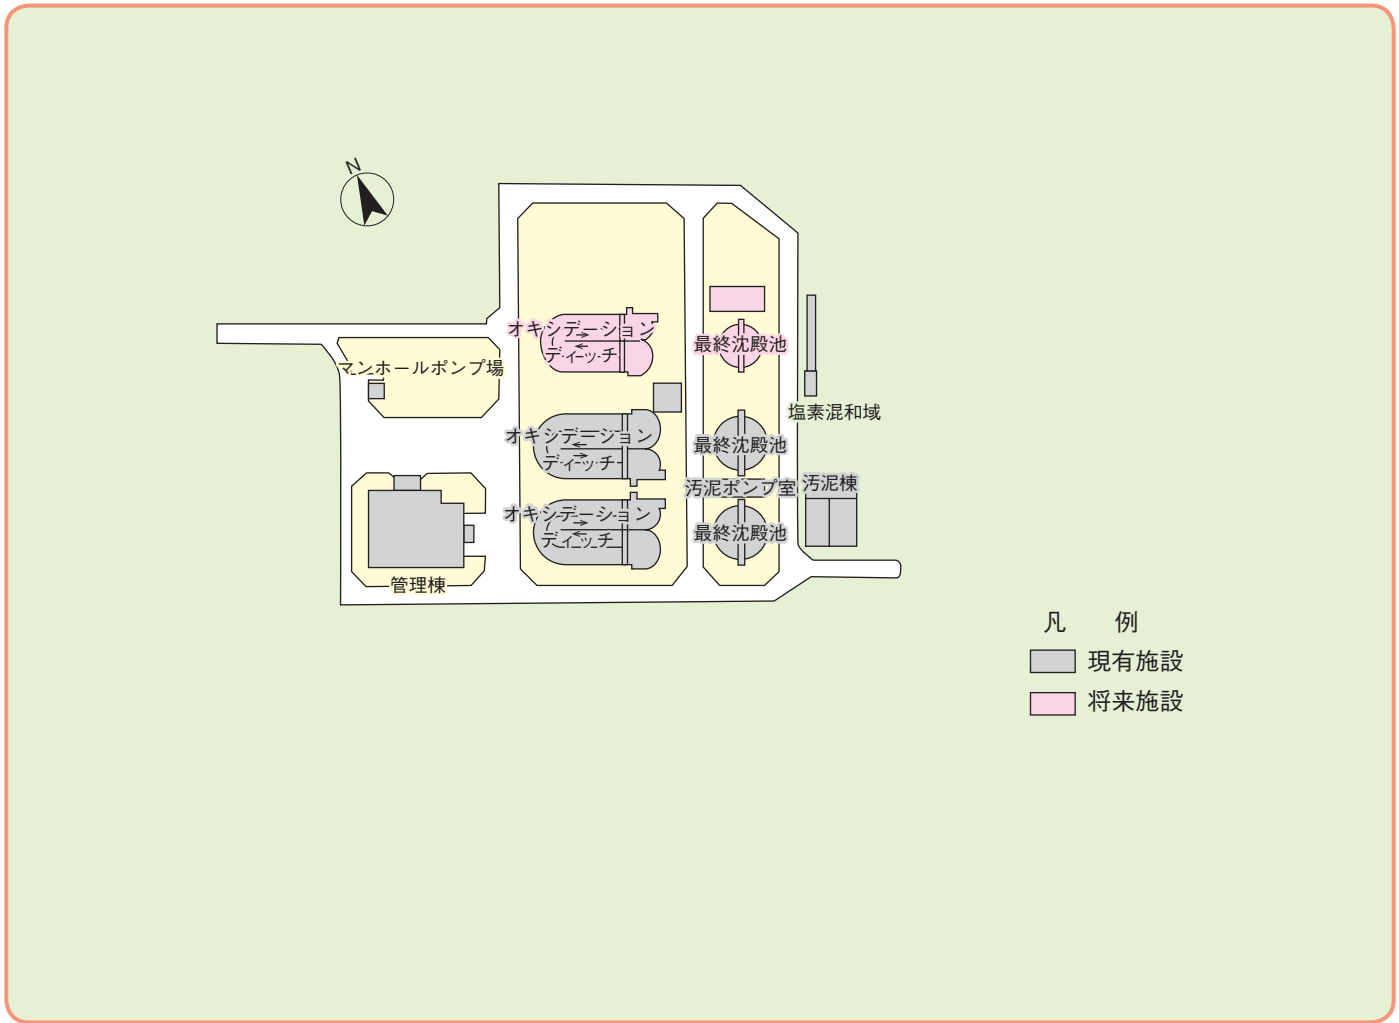 N
オキシデーション
ディッチ
最終沈殿池
マンホールポンプ場
塩素混和域
オキシデーション
ディッチ
最終沈殿池
汚泥ポンプ室
汚泥棟
オキシデーション
ディッチ
最終沈殿池
管理棟
凡　例
現有施設
将来施設